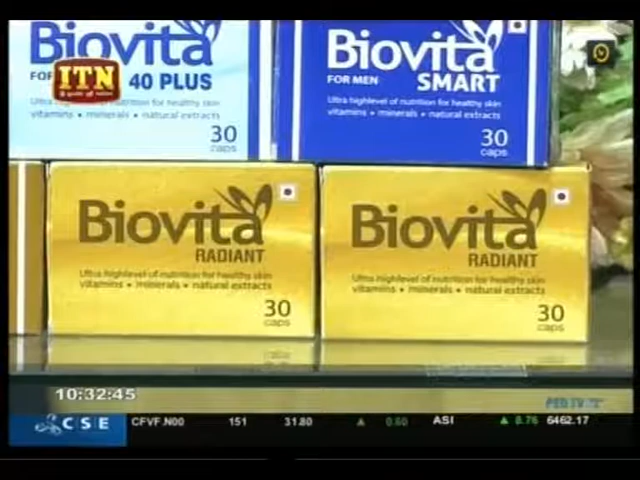 Biovita
FOR
40 PLUS
Ultra highlevel of nutrition for healthy skin
vitamins • minerals • natural extracts
30
caps
ITN
Biovita
FOR MEN
SMART
Ultra highlevel of nutrition for healthy skin
vitamins • minerals • natural extracts
30
caps
Biovita
RADIANT
Ultra highlevel of nutrition for healthy skin
vitamins • minerals • natural extracts
30
caps
Biovita
RADIANT
Ultra highlevel of nutrition for healthy skin
vitamins • minerals • natural extracts
30
caps
10:32:45
CSE CFVF.N00 151 31.80 ▲ 0.60 ASI ▲ 8.76 6462.17